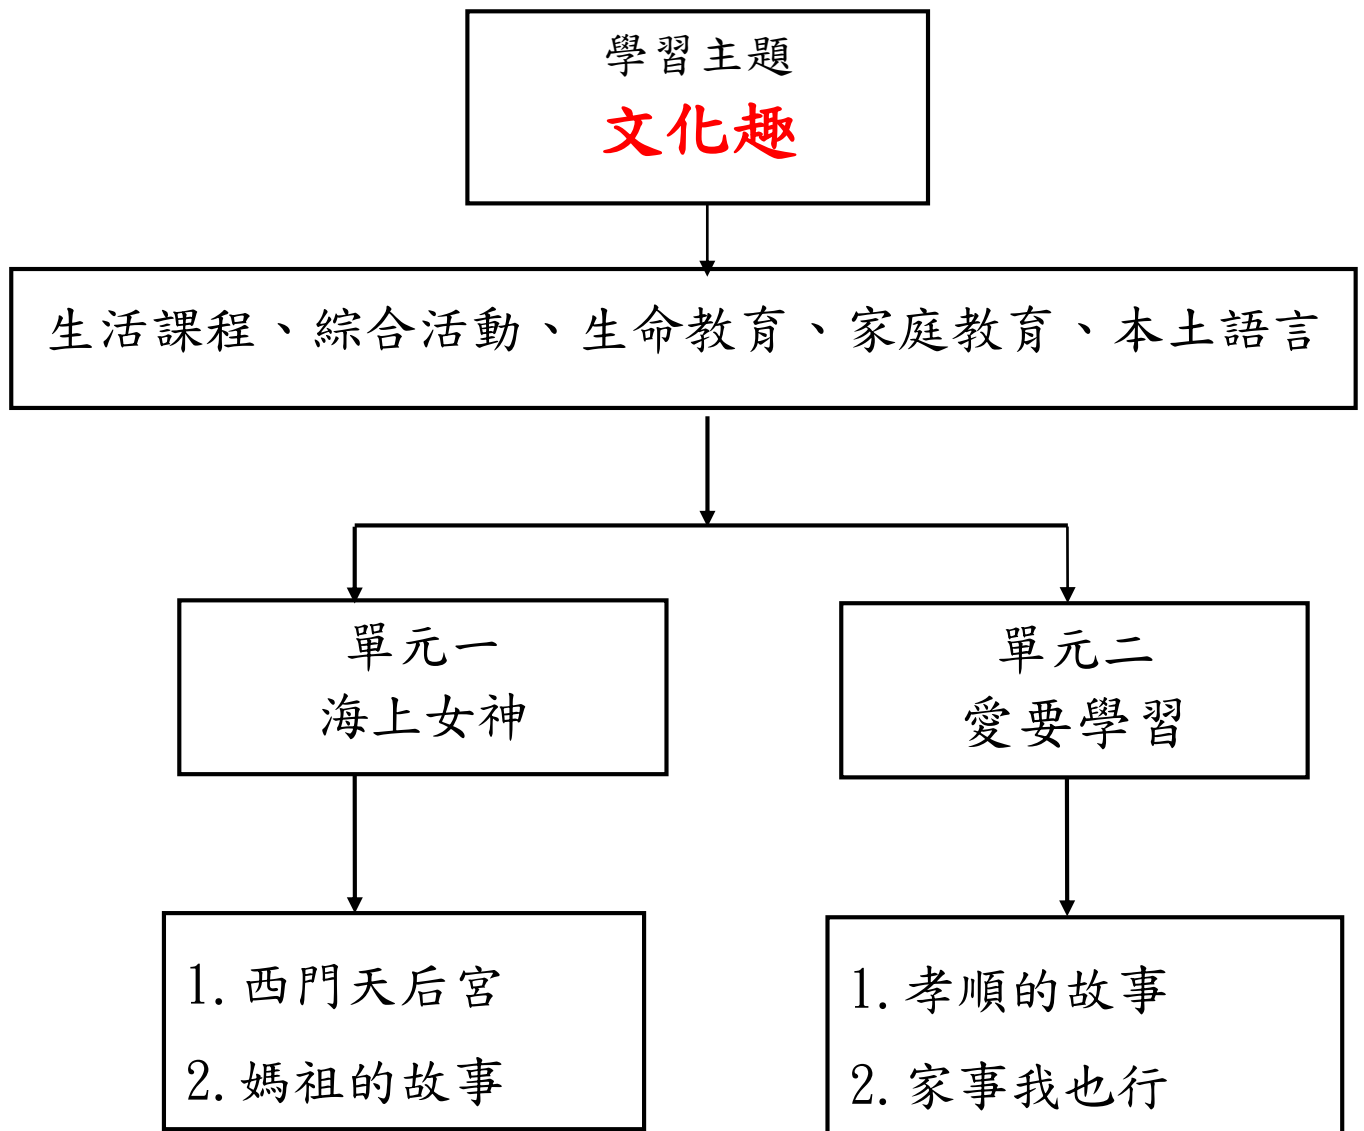 學習主題
文化趣
生活課程、綜合活動、生命教育、家庭教育、本土語言
單元一
海上女神
單元二
愛要學習
1.西門天后宮
2.媽祖的故事
1.孝順的故事
2.家事我也行